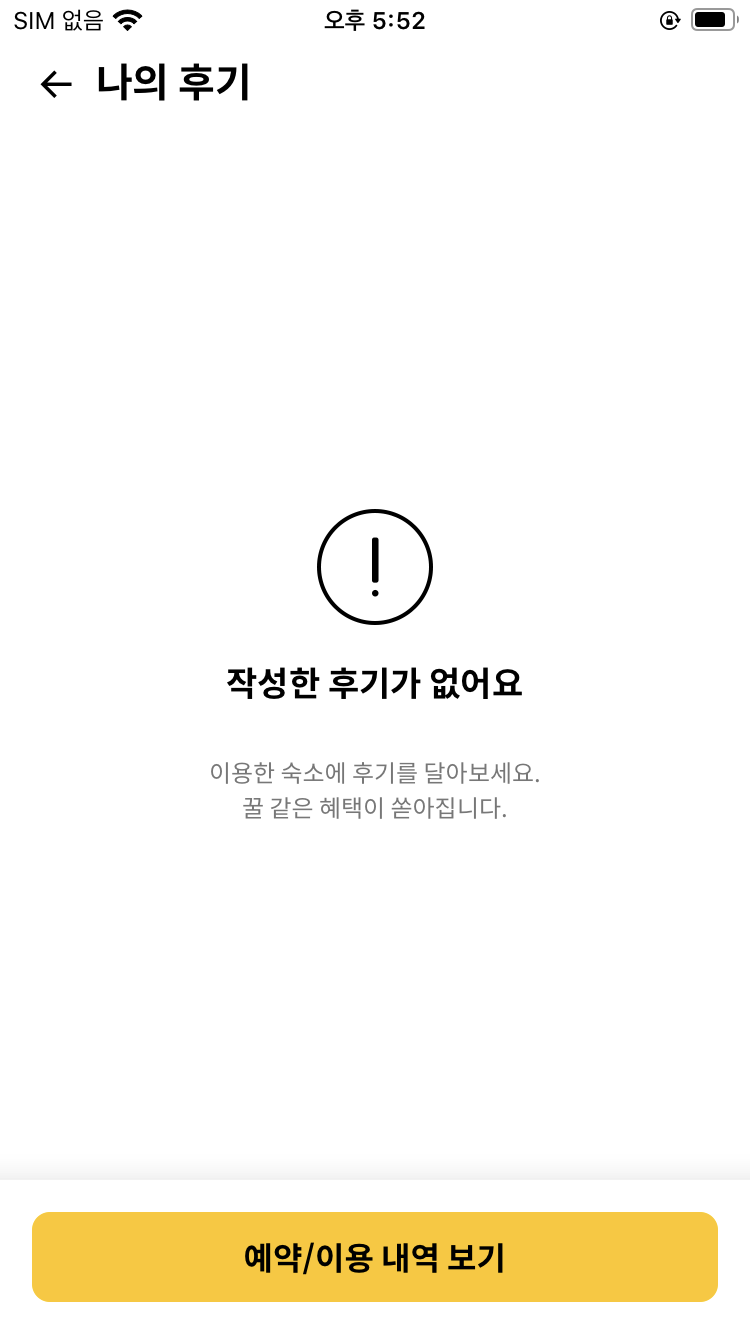 SIM 없음 오후 5:52
나의 후기
작성한 후기가 없어요
이용한 숙소에 후기를 달아보세요.
꿀 같은 혜택이 쏟아집니다.
예약/이용 내역 보기